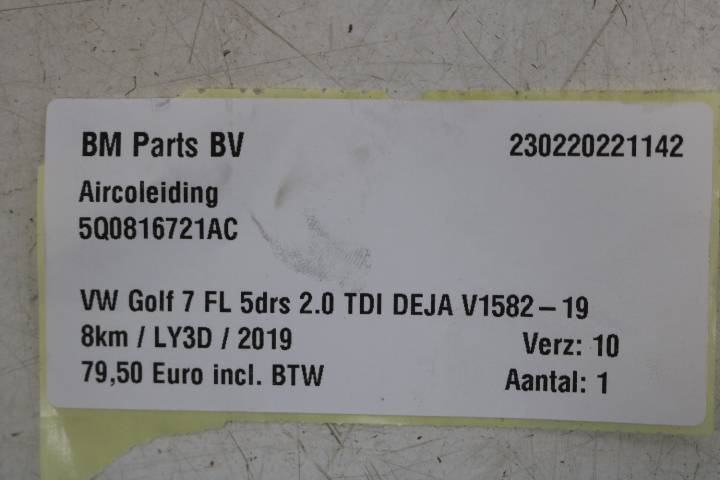 BM Parts BV 230220221142
Aircoleiding
5Q0816721AC
VW Golf 7 FL 5drs 2.0 TDI DEJA V1582-19
8km / LY3D / 2019 Verz: 10
79,50 Euro incl. BTW Aantal: 1